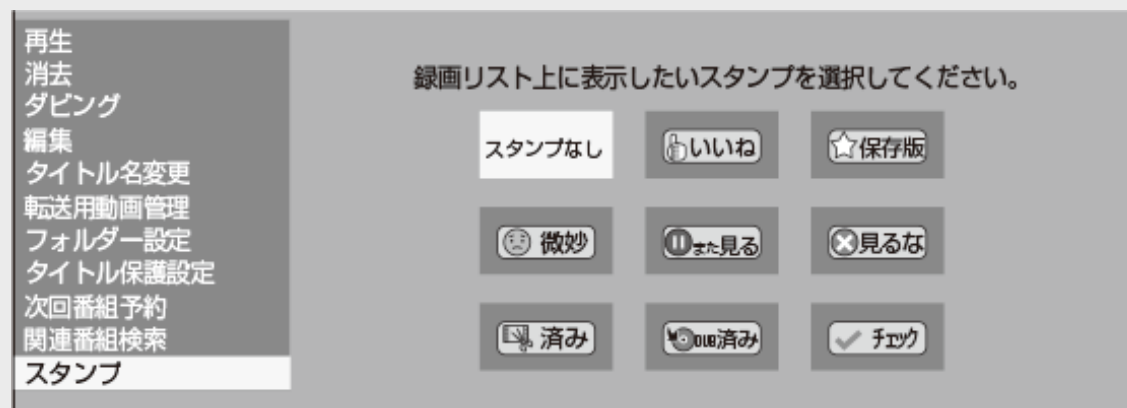 再生
消去
ダビング
編集
タイトル名変更
転送用動画管理
フォルダー設定
タイトル保護設定
次回番組予約
関連番組検索
スタンプ
録画リスト上に表示したいスタンプを選択してください。
スタンプなし
いいね
保存版
微妙
また見る
見るな
済み
DUB済み
チェック